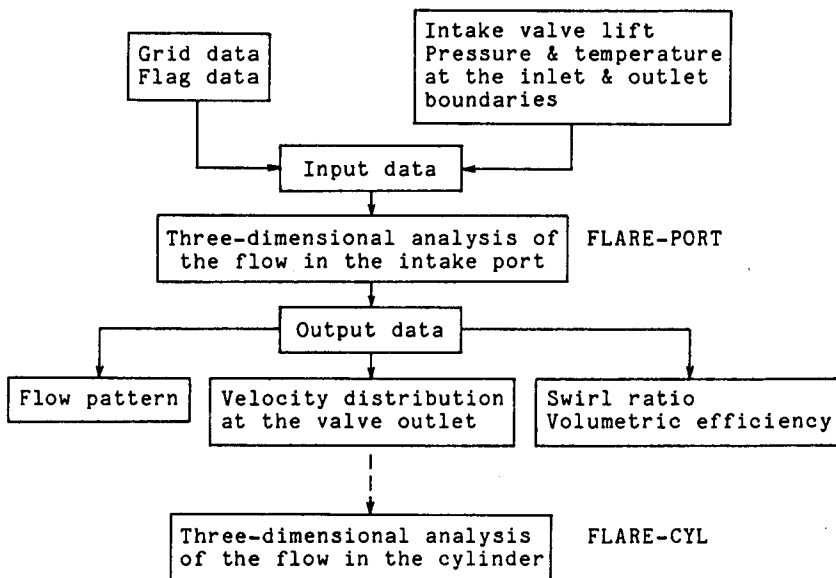 Grid data
Flag data
Intake valve lift
Pressure & temperature
at the inlet & outlet
boundaries
Input data
Three-dimensional analysis of
the flow in the intake port
FLARE-PORT
Output data
Flow pattern
Velocity distribution
at the valve outlet
Swirl ratio
Volumetric efficiency
Three-dimensional analysis
of the flow in the cylinder
FLARE-CYL